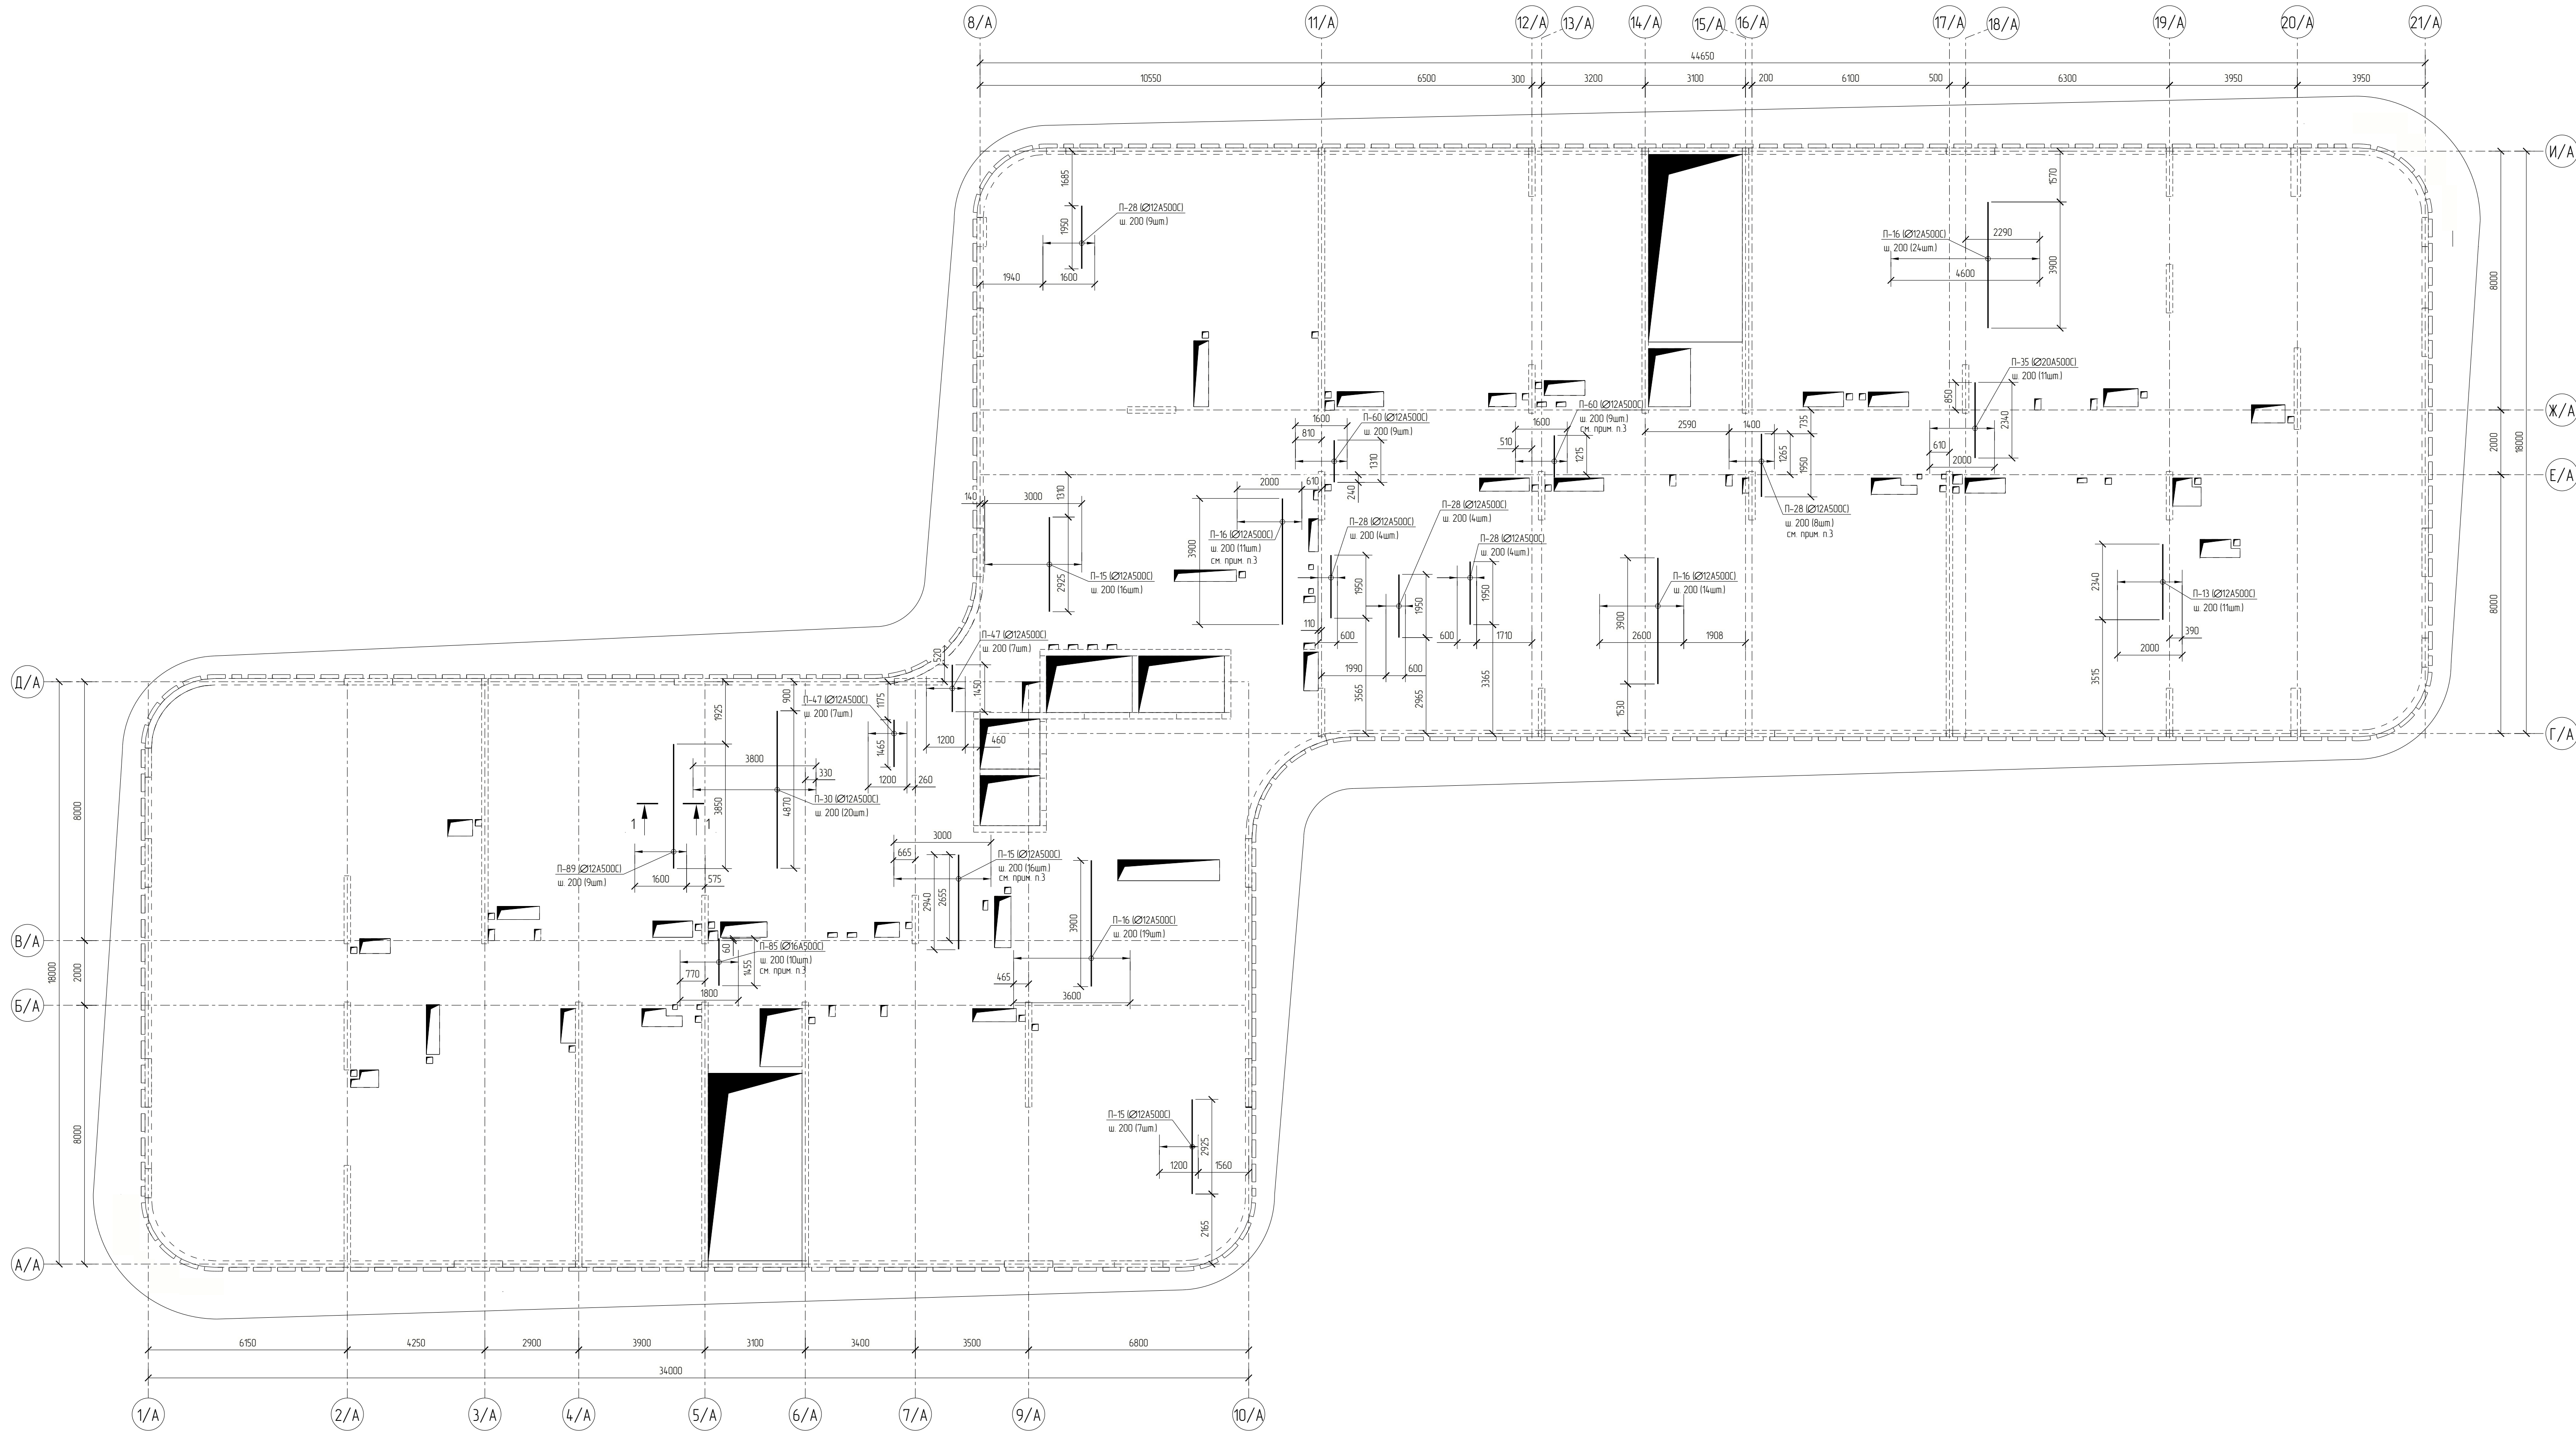 8/А 11/А 12/А 13/А 14/А 15/А 16/А 17/А 18/А 19/А 20/А 21/А
44650
10550 6500 300 3200 3100 200 6100 500 6300 3950 3950
И/А
Ж/А
Е/А
Г/А
8000
2000
8000
18000
1685
1950
П-28 (Ø12А500С)
ш. 200 (9шт.)
1940 1600
1570
3900
П-16 (Ø12А500С)
ш. 200 (24шт.)
2290
4600
П-35 (Ø20А500С)
ш. 200 (11шт.)
850
2340
610
2000
П-60 (Ø12А500С)
ш. 200 (9шт.)
1600
810
1310
240
П-60 (Ø12А500С)
ш. 200 (9шт.)
см. прим. п.3
1600
510
1215
2590 1400
735
1265
1950
П-28 (Ø12А500С)
ш. 200 (8шт.)
см. прим. п.3
140 3000
1310
2925
П-15 (Ø12А500С)
ш. 200 (16шт.)
2000 610
3900
П-16 (Ø12А500С)
ш. 200 (11шт.)
см. прим. п.3
П-28 (Ø12А500С)
ш. 200 (4шт.)
1950
110
600
3565
П-28 (Ø12А500С)
ш. 200 (4шт.)
1950
1990 600
2965
П-28 (Ø12А500С)
ш. 200 (4шт.)
1950
600 1710
3365
П-16 (Ø12А500С)
ш. 200 (14шт.)
3900
2600 1908
1530
2340
П-13 (Ø12А500С)
ш. 200 (11шт.)
390
2000
3515
П-47 (Ø12А500С)
ш. 200 (7шт.)
520
1450
1200 460
П-47 (Ø12А500С)
ш. 200 (7шт.)
1175
1465
1200 260
Д/А
В/А
Б/А
А/А
8000
2000
8000
18000
1925
3850
900
3800
330
4870
П-30 (Ø12А500С)
ш. 200 (20шт.)
1 1
П-89 (Ø12А500С)
ш. 200 (9шт.)
1600 575
3000
665
2940
2655
П-15 (Ø12А500С)
ш. 200 (16шт.)
см. прим. п.3
3900
П-16 (Ø12А500С)
ш. 200 (19шт.)
465
3600
П-85 (Ø16А500С)
ш. 200 (10шт.)
см. прим. п.3
60
1455
770
1800
П-15 (Ø12А500С)
ш. 200 (7шт.)
2925
1200 1560
2165
6150 4250 2900 3900 3100 3400 3500 6800
34000
1/А 2/А 3/А 4/А 5/А 6/А 7/А 9/А 10/А